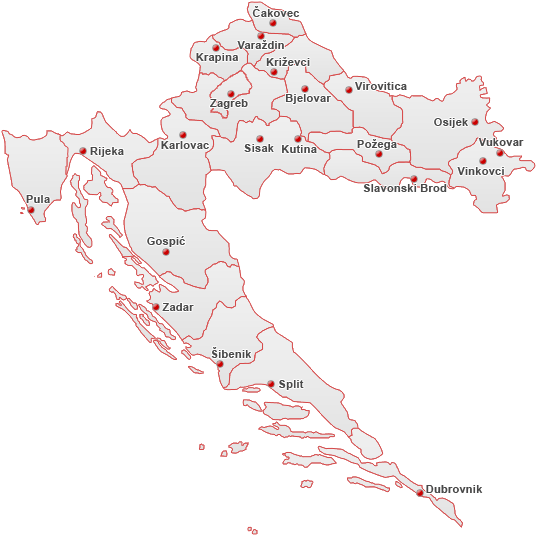 Čakovec
Varaždin
Krapina
Križevci
Virovitica
Bjelovar
Zagreb
Osijek
Vukovar
Požega
Karlovac
Sisak
Kutina
Rijeka
Vinkovci
Slavonski Brod
Pula
Gospić
Zadar
Šibenik
Split
Dubrovnik